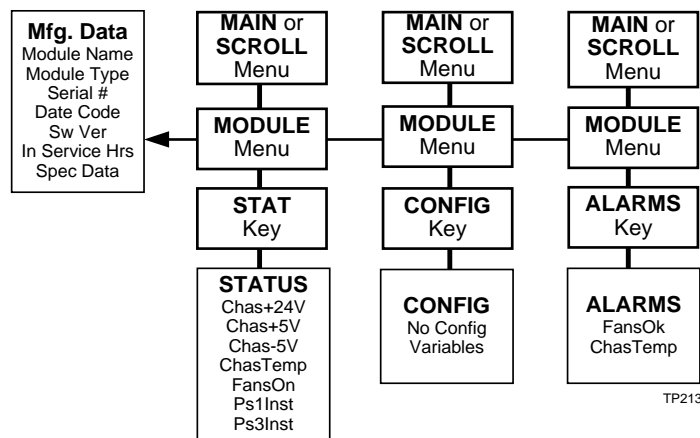 Mfg. Data
Module Name
Module Type
Serial #
Date Code
Sw Ver
In Service Hrs
Spec Data
MAIN or
SCROLL
Menu
MODULE
Menu
STAT
Key
STATUS
Chas+24V
Chas+5V
Chas-5V
ChasTemp
FansOn
Ps1Inst
Ps3Inst
MAIN or
SCROLL
Menu
MODULE
Menu
CONFIG
Key
CONFIG
No Config
Variables
MAIN or
SCROLL
Menu
MODULE
Menu
ALARMS
Key
ALARMS
FansOk
ChasTemp
TP213